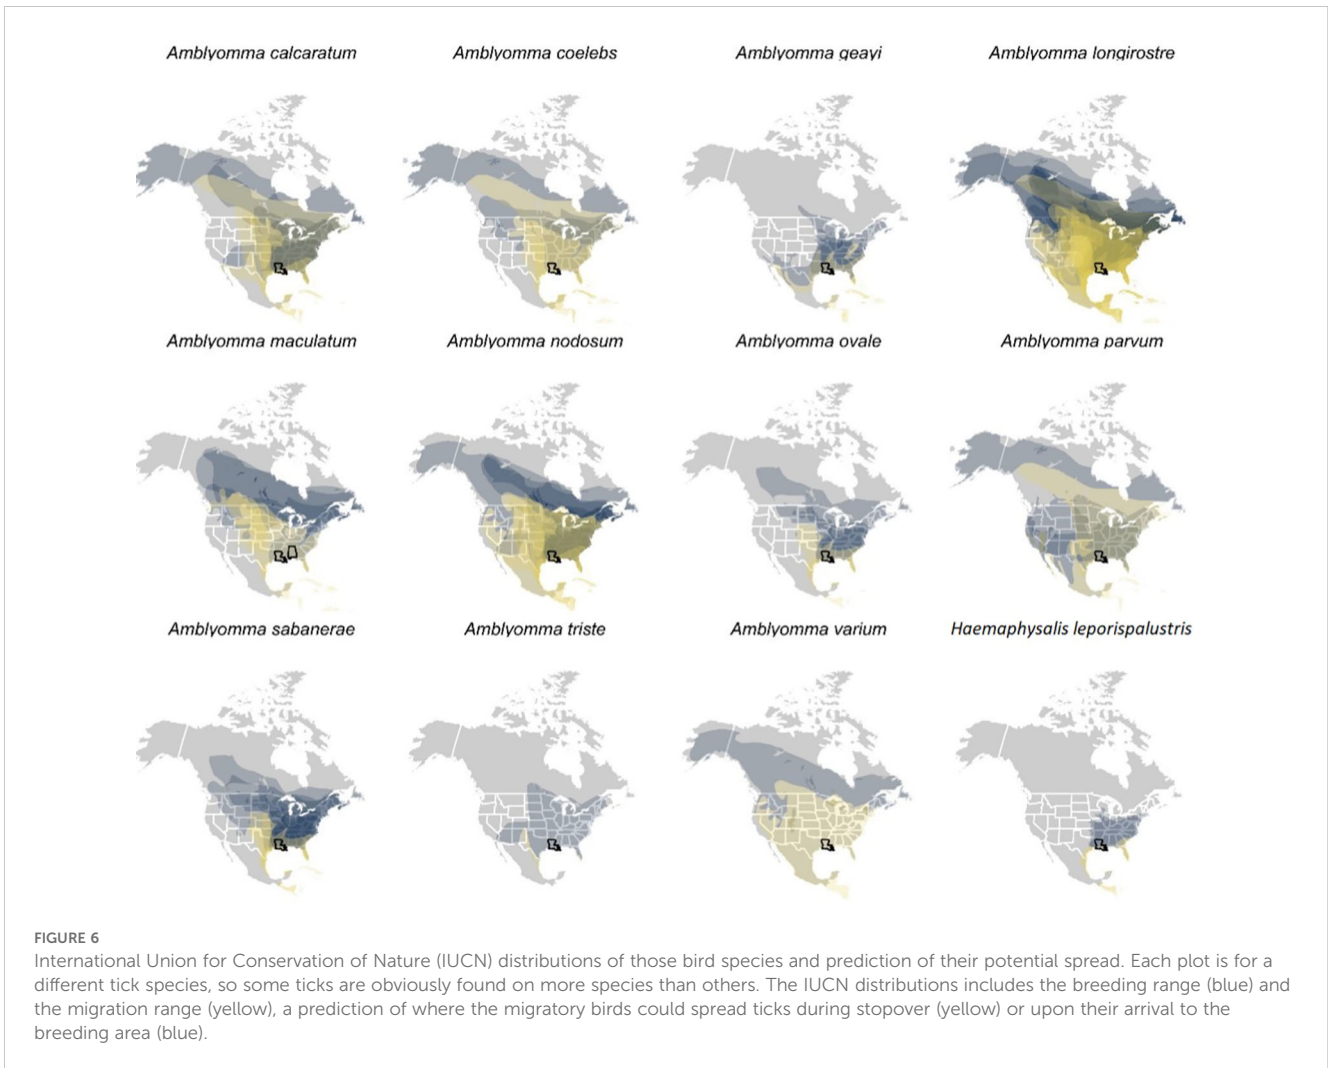 Amblyomma calcaratum
Amblyomma coelebs
Amblyomma geayi
Amblyomma longirostre
Amblyomma maculatum
Amblyomma nodosum
Amblyomma ovale
Amblyomma parvum
Amblyomma sabanerae
Amblyomma triste
Amblyomma varium
Haemaphysalis leporispalustris
FIGURE 6
International Union for Conservation of Nature (IUCN) distributions of those bird species and prediction of their potential spread. Each plot is for a
different tick species, so some ticks are obviously found on more species than others. The IUCN distributions includes the breeding range (blue) and
the migration range (yellow), a prediction of where the migratory birds could spread ticks during stopover (yellow) or upon their arrival to the
breeding area (blue).